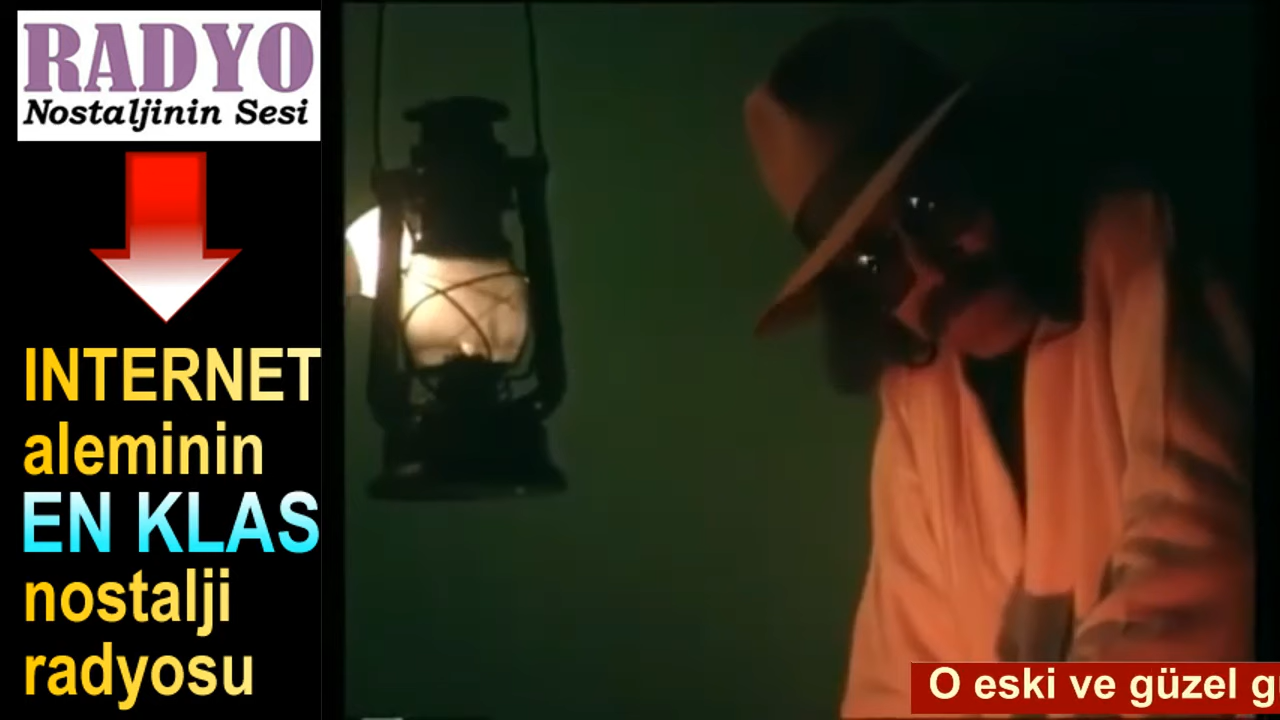 RADYO
Nostaljinin Sesi
INTERNET
aleminin
EN KLAS
nostalji
radyosu
O eski ve güzel